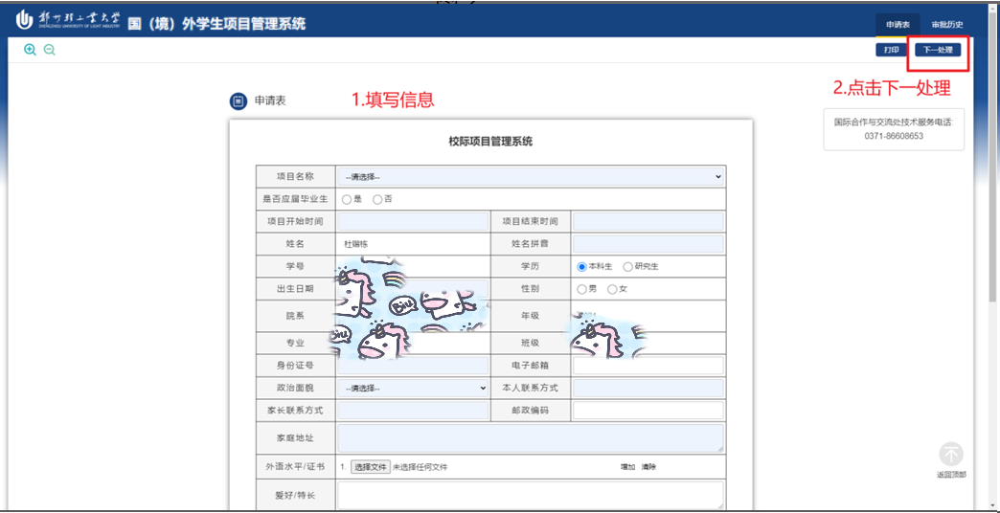 郑州轻工业大学 国（境）外学生项目管理系统
ZHENGZHOU UNIVERSITY OF LIGHT INDUSTRY
申请表 审批历史
打印 下一处理
申请表 1.填写信息
2.点击下一处理
国际合作与交流处技术服务电话:
0371-86608653
校际项目管理系统
项目名称 --请选择--
是否应届毕业生 是 否
项目开始时间 项目结束时间
姓名 杜锴栋 姓名拼音
学号 学历 本科生 研究生
出生日期 性别 男 女
Biu
院系 年级
Biu
专业 班级
身份证号 电子邮箱
政治面貌 --请选择-- 本人联系方式
家长联系方式 邮政编码
家庭地址
外语水平/证书 1. 选择文件 未选择任何文件 增加 清除
爱好/特长
返回顶部